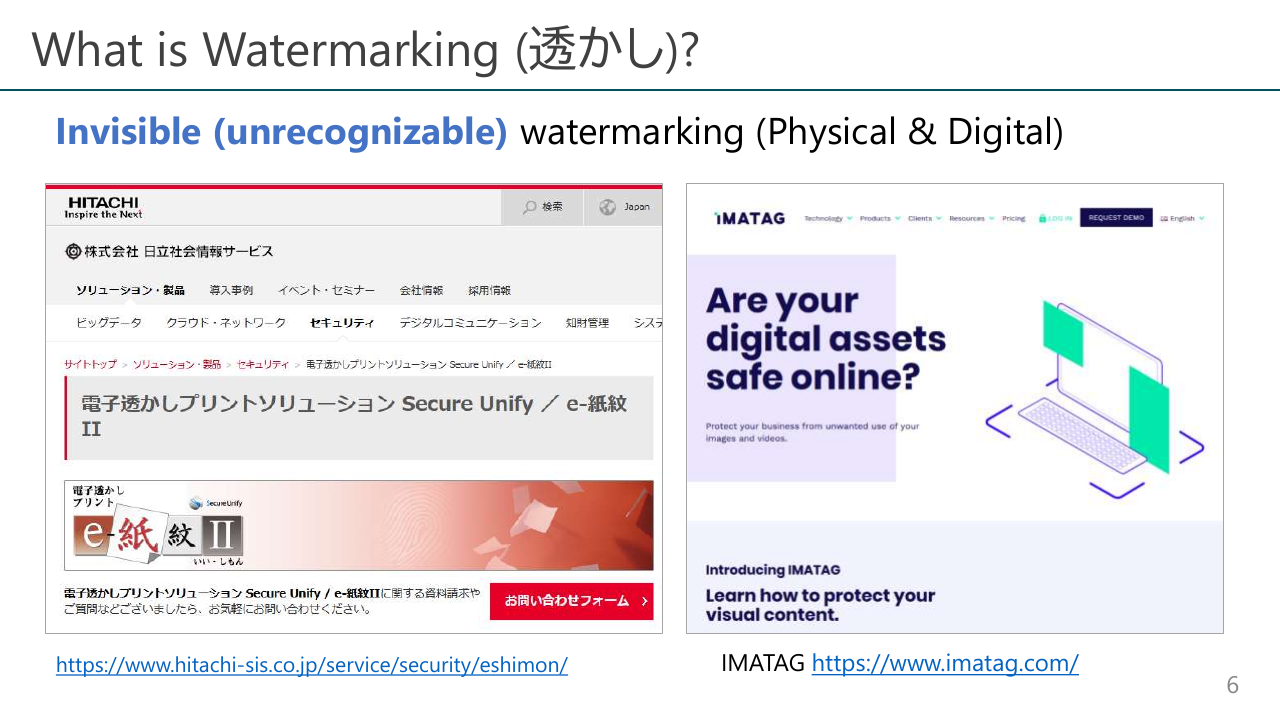 What is Watermarking (透かし)?
Invisible (unrecognizable) watermarking (Physical & Digital)
HITACHI
Inspire the Next
検索
Japan
株式会社 日立社会情報サービス
ソリューション・製品 導入事例 イベント・セミナー 会社情報 採用情報
ビッグデータ クラウド・ネットワーク セキュリティ デジタルコミュニケーション 知財管理 システ
サイトトップ > ソリューション・製品 > セキュリティ > 電子透かしプリントソリューション Secure Unify / e-紙紋II
電子透かしプリントソリューション Secure Unify / e-紙紋
II
電子透かし
プリント
SecureUnify
e-紙紋II
いい・しもん
電子透かしプリントソリューション Secure Unify / e-紙紋IIに関する資料請求や
ご質問などございましたら、お気軽にお問い合わせください。
お問い合わせフォーム >
https://www.hitachi-sis.co.jp/service/security/eshimon/
IMATAG Technology Products Clients Resources Pricing LOG IN REQUEST DEMO English
Are your
digital assets
safe online?
Protect your business from unwanted use of your
images and videos.
Introducing IMATAG
Learn how to protect your
visual content.
IMATAG https://www.imatag.com/
6